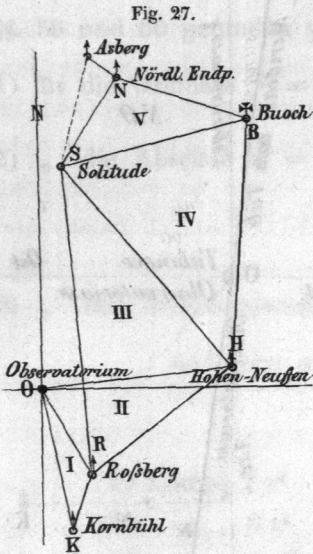 Fig. 27.
Asberg
N
N
Nördl. Endp.
V
B
Buoch
S
Solitude
IV
III
Observatorium
H
Hohen-Neuffen
O
II
I
R
Roßberg
Kornbühl
K